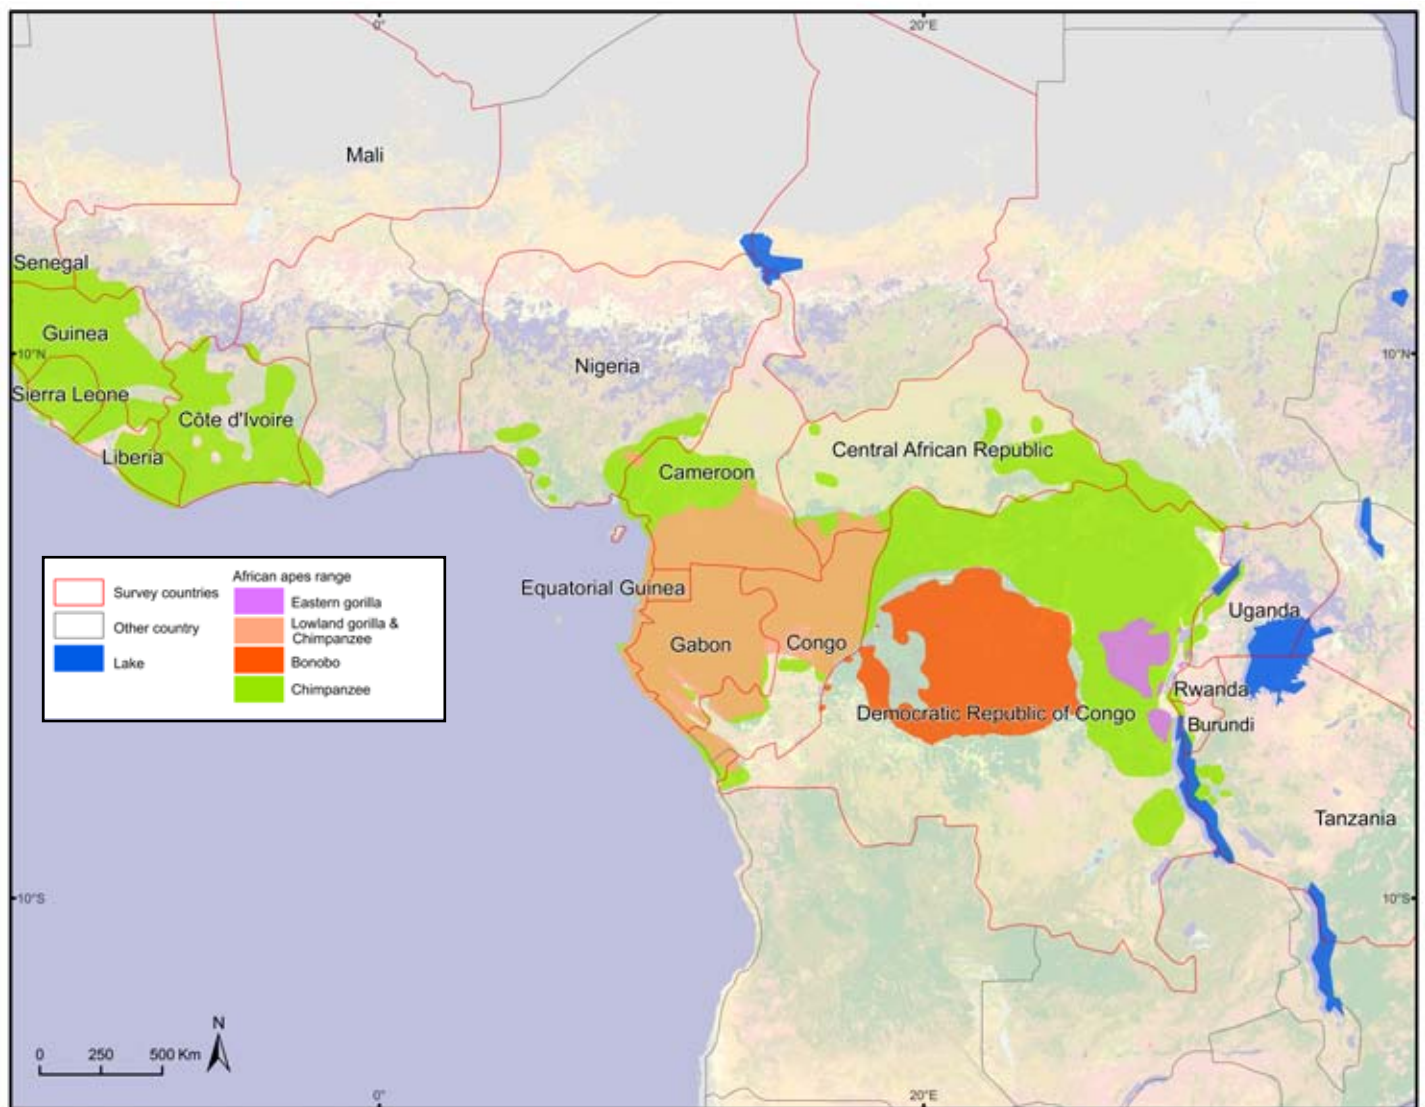 0°
20°E
Mali
Senegal
Guinea
Nigeria
10°N
10°N
Sierra Leone
Côte d'Ivoire
Liberia
Cameroon
Central African Republic
Survey countries
Other country
Lake
African apes range
Eastern gorilla
Lowland gorilla &
Chimpanzee
Bonobo
Chimpanzee
Equatorial Guinea
Gabon
Congo
Uganda
Rwanda
Democratic Republic of Congo
Burundi
Tanzania
10°S
10°S
N
0 250 500 Km
0°
20°E